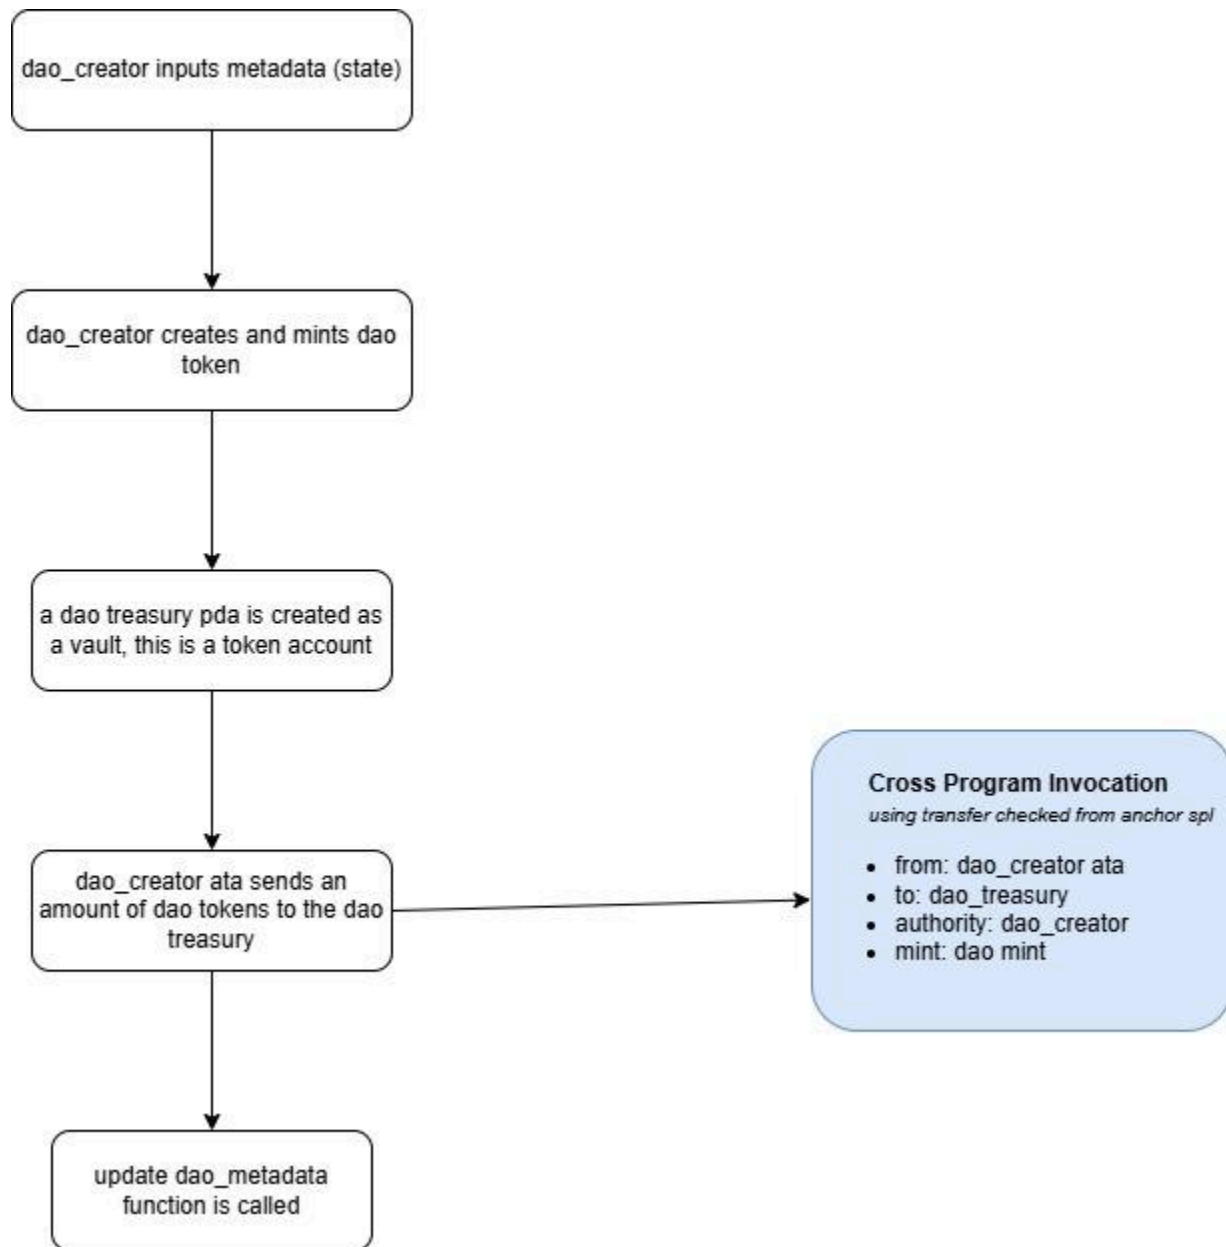 dao_creator inputs metadata (state)
dao_creator creates and mints dao
token
a dao treasury pda is created as
a vault, this is a token account
dao_creator ata sends an
amount of dao tokens to the dao
treasury
Cross Program Invocation
using transfer checked from anchor spl
• from: dao_creator ata
• to: dao_treasury
• authority: dao_creator
• mint: dao mint
update dao_metadata
function is called